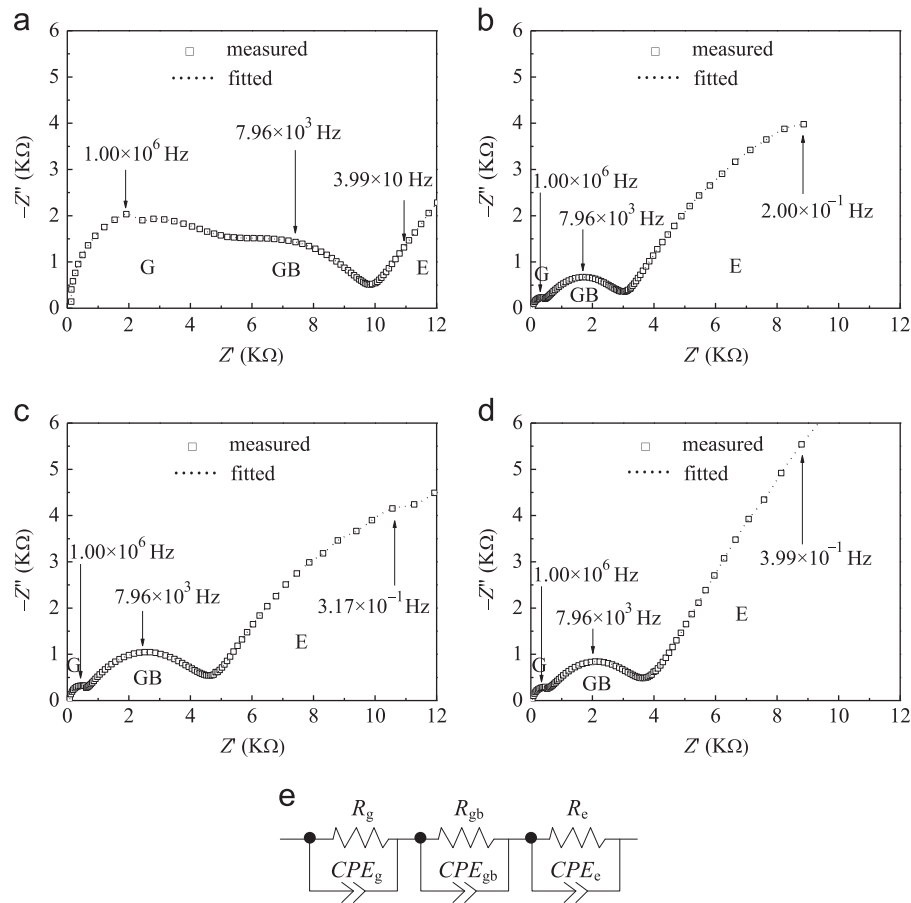 a
6
5
4
3
2
1
0
−Z″ (KΩ)
measured
fitted
1.00×10⁶ Hz
7.96×10³ Hz
3.99×10 Hz
G
GB
E
0 2 4 6 8 10 12
Z′ (KΩ)
b
6
5
4
3
2
1
0
−Z″ (KΩ)
measured
fitted
1.00×10⁶ Hz
7.96×10³ Hz
2.00×10⁻¹ Hz
G
GB
E
0 2 4 6 8 10 12
Z′ (KΩ)
c
6
5
4
3
2
1
0
−Z″ (KΩ)
measured
fitted
1.00×10⁶ Hz
7.96×10³ Hz
3.17×10⁻¹ Hz
G
GB
E
0 2 4 6 8 10 12
Z′ (KΩ)
d
6
5
4
3
2
1
0
−Z″ (KΩ)
measured
fitted
1.00×10⁶ Hz
7.96×10³ Hz
3.99×10⁻¹ Hz
G
GB
E
0 2 4 6 8 10 12
Z′ (KΩ)
e
R_g R_gb R_e
CPE_g CPE_gb CPE_e